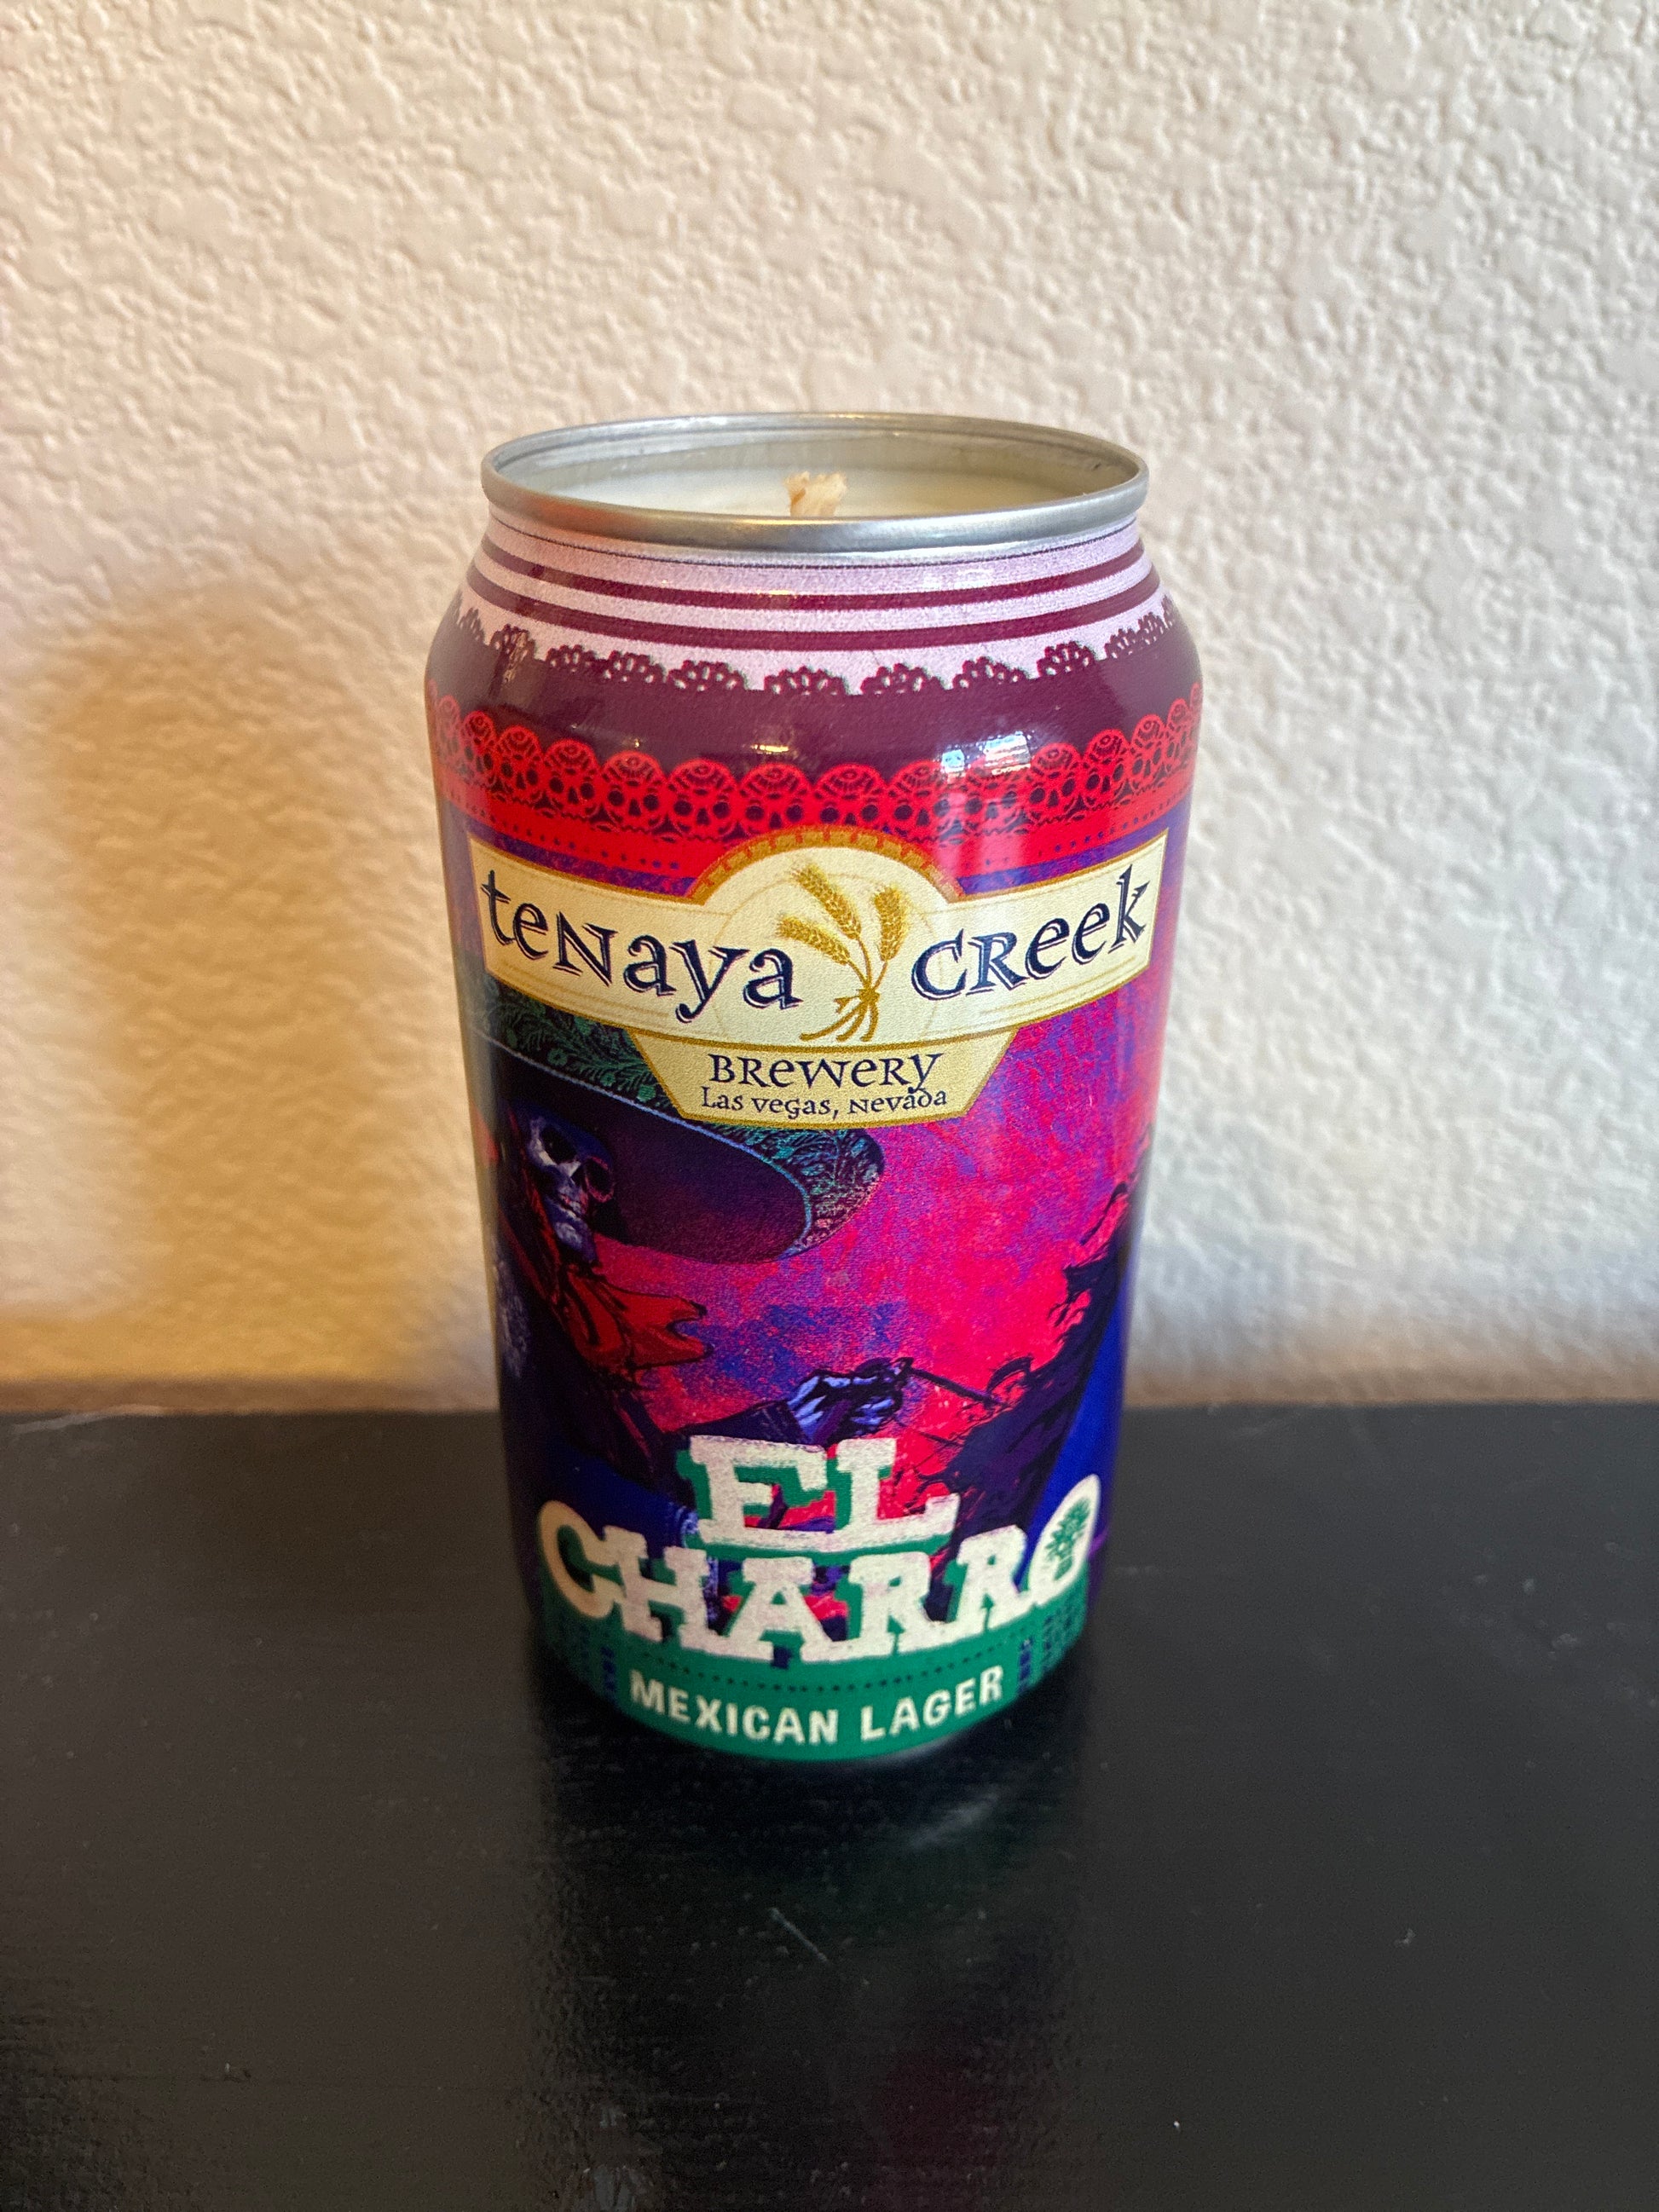 teNaya CReek
BReweRy
Las vegas, Nevada
EL
CHARRO
MEXICAN LAGER